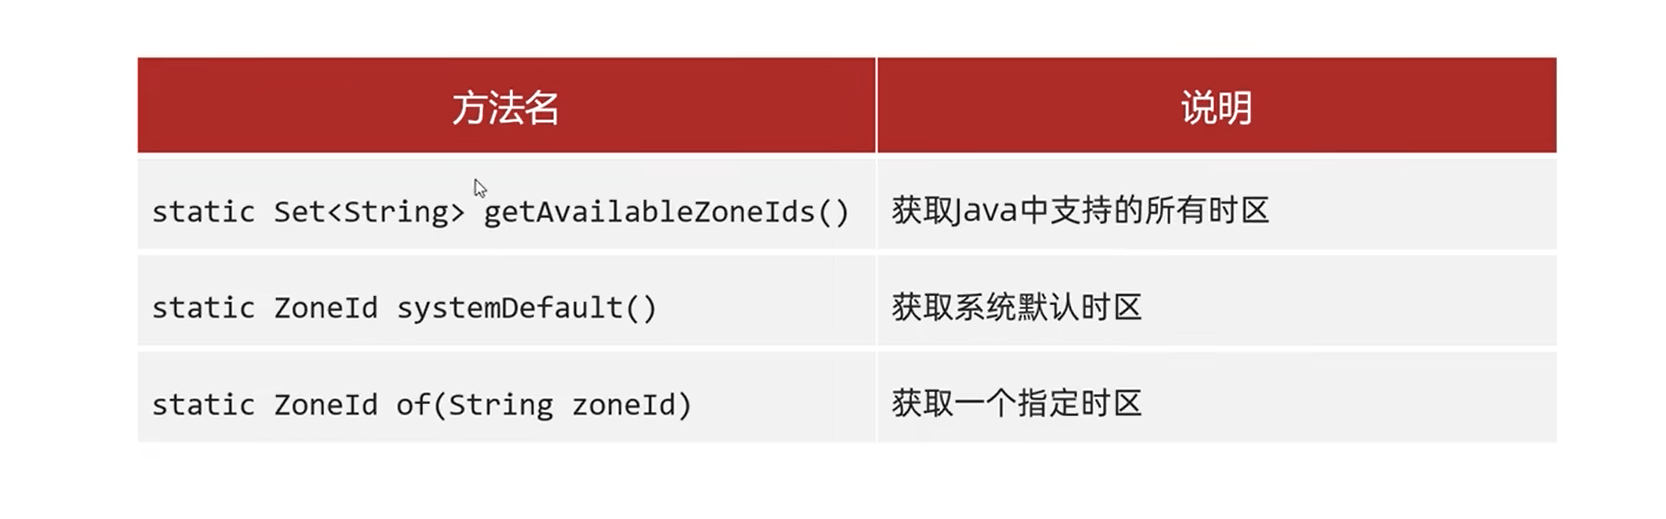 方法名 说明
static Set<String> getAvailableZoneIds() 获取Java中支持的所有时区
static ZoneId systemDefault() 获取系统默认时区
static ZoneId of(String zoneId) 获取一个指定时区